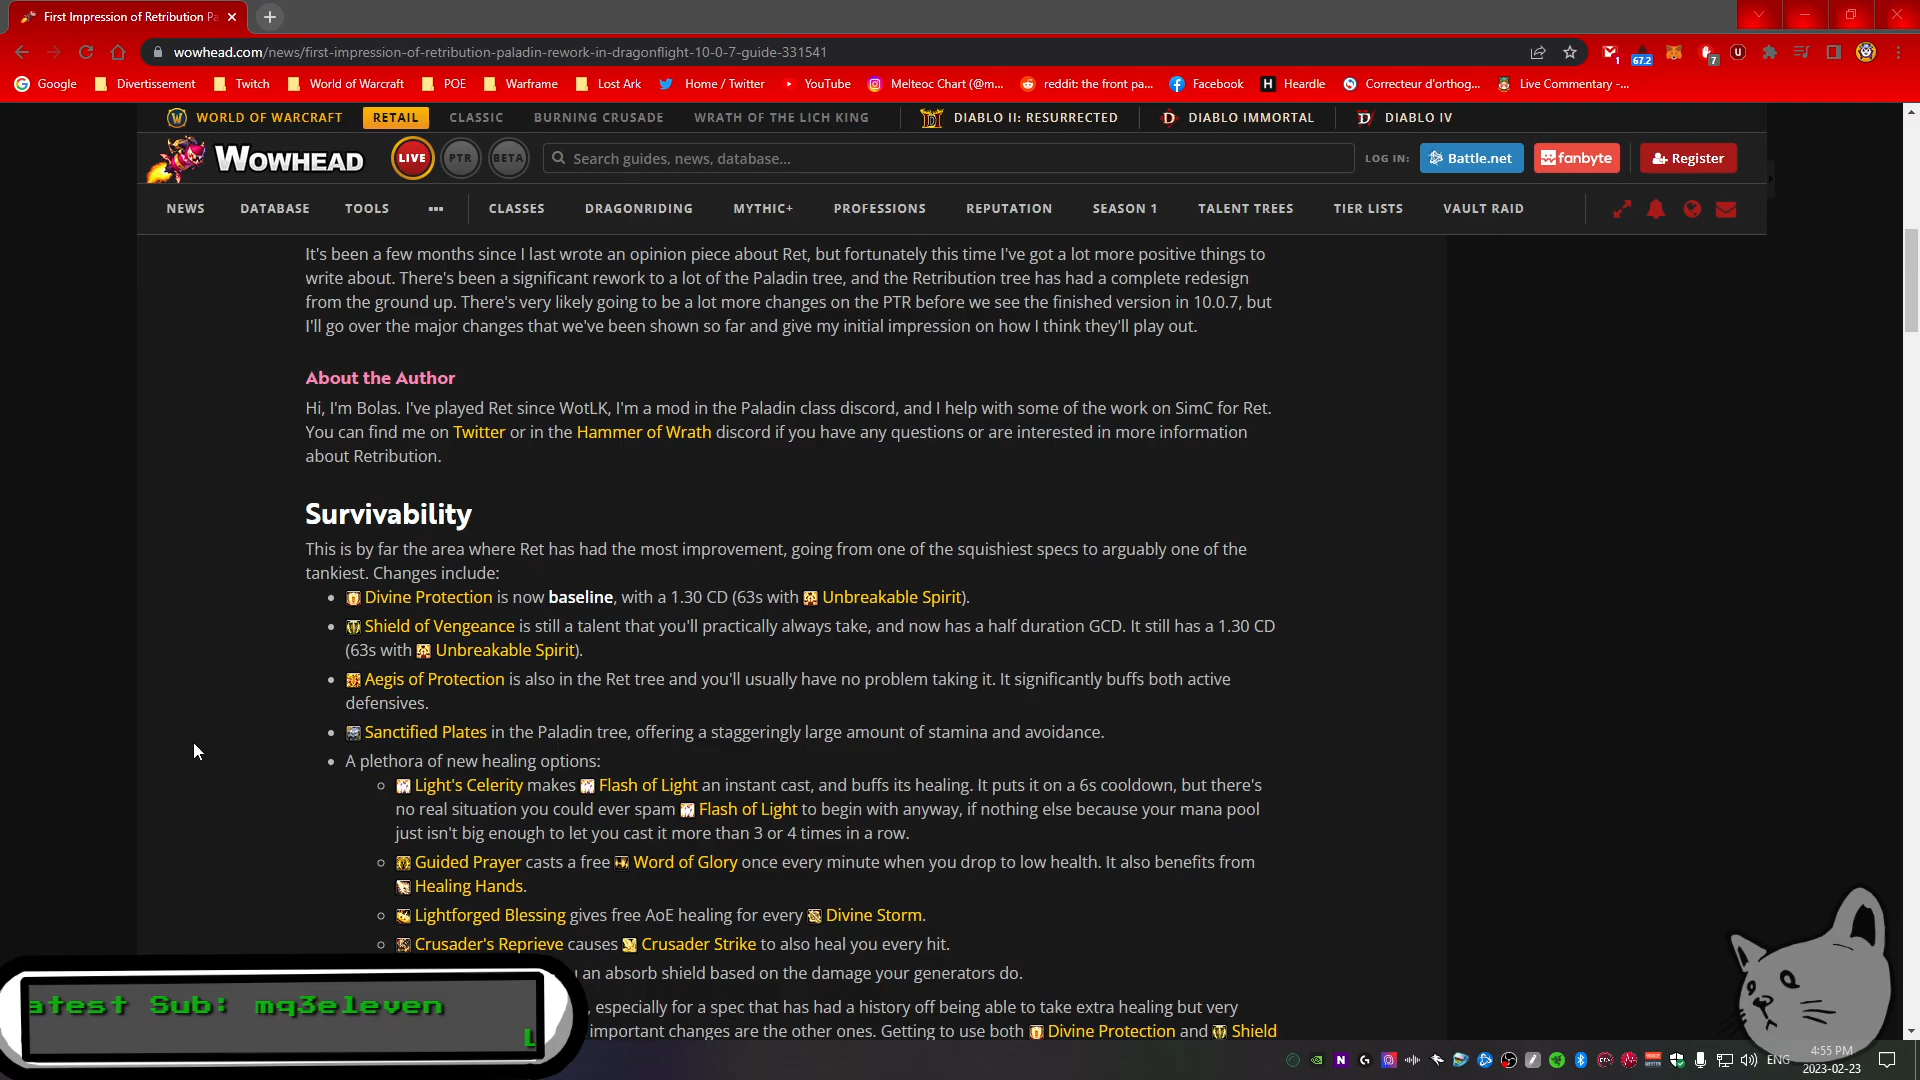 First Impression of Retribution Pa
wowhead.com/news/first-impression-of-retribution-paladin-rework-in-dragonflight-10-0-7-guide-331541
1
67.2
7
Google Divertissement Twitch World of Warcraft POE Warframe Lost Ark Home / Twitter YouTube Melteoc Chart (@m... reddit: the front pa... Facebook Heardle Correcteur d'orthog... Live Commentary -...
WORLD OF WARCRAFT RETAIL CLASSIC BURNING CRUSADE WRATH OF THE LICH KING DIABLO II: RESURRECTED DIABLO IMMORTAL DIABLO IV
WOWHEAD LIVE PTR BETA Search guides, news, database... LOG IN: Battle.net fanbyte Register
NEWS DATABASE TOOLS ••• CLASSES DRAGONRIDING MYTHIC+ PROFESSIONS REPUTATION SEASON 1 TALENT TREES TIER LISTS VAULT RAID
It's been a few months since I last wrote an opinion piece about Ret, but fortunately this time I've got a lot more positive things to
write about. There's been a significant rework to a lot of the Paladin tree, and the Retribution tree has had a complete redesign
from the ground up. There's very likely going to be a lot more changes on the PTR before we see the finished version in 10.0.7, but
I'll go over the major changes that we've been shown so far and give my initial impression on how I think they'll play out.
About the Author
Hi, I'm Bolas. I've played Ret since WotLK, I'm a mod in the Paladin class discord, and I help with some of the work on SimC for Ret.
You can find me on Twitter or in the Hammer of Wrath discord if you have any questions or are interested in more information
about Retribution.
Survivability
This is by far the area where Ret has had the most improvement, going from one of the squishiest specs to arguably one of the
tankiest. Changes include:
• Divine Protection is now baseline, with a 1.30 CD (63s with Unbreakable Spirit).
• Shield of Vengeance is still a talent that you'll practically always take, and now has a half duration GCD. It still has a 1.30 CD
(63s with Unbreakable Spirit).
• Aegis of Protection is also in the Ret tree and you'll usually have no problem taking it. It significantly buffs both active
defensives.
• Sanctified Plates in the Paladin tree, offering a staggeringly large amount of stamina and avoidance.
• A plethora of new healing options:
Light's Celerity makes Flash of Light an instant cast, and buffs its healing. It puts it on a 6s cooldown, but there's
no real situation you could ever spam Flash of Light to begin with anyway, if nothing else because your mana pool
just isn't big enough to let you cast it more than 3 or 4 times in a row.
Guided Prayer casts a free Word of Glory once every minute when you drop to low health. It also benefits from
Healing Hands.
Lightforged Blessing gives free AoE healing for every Divine Storm.
Crusader's Reprieve causes Crusader Strike to also heal you every hit.
an absorb shield based on the damage your generators do.
, especially for a spec that has had a history off being able to take extra healing but very
important changes are the other ones. Getting to use both Divine Protection and Shield
atest Sub: mq3eleven
L
ENG
4:55 PM
2023-02-23